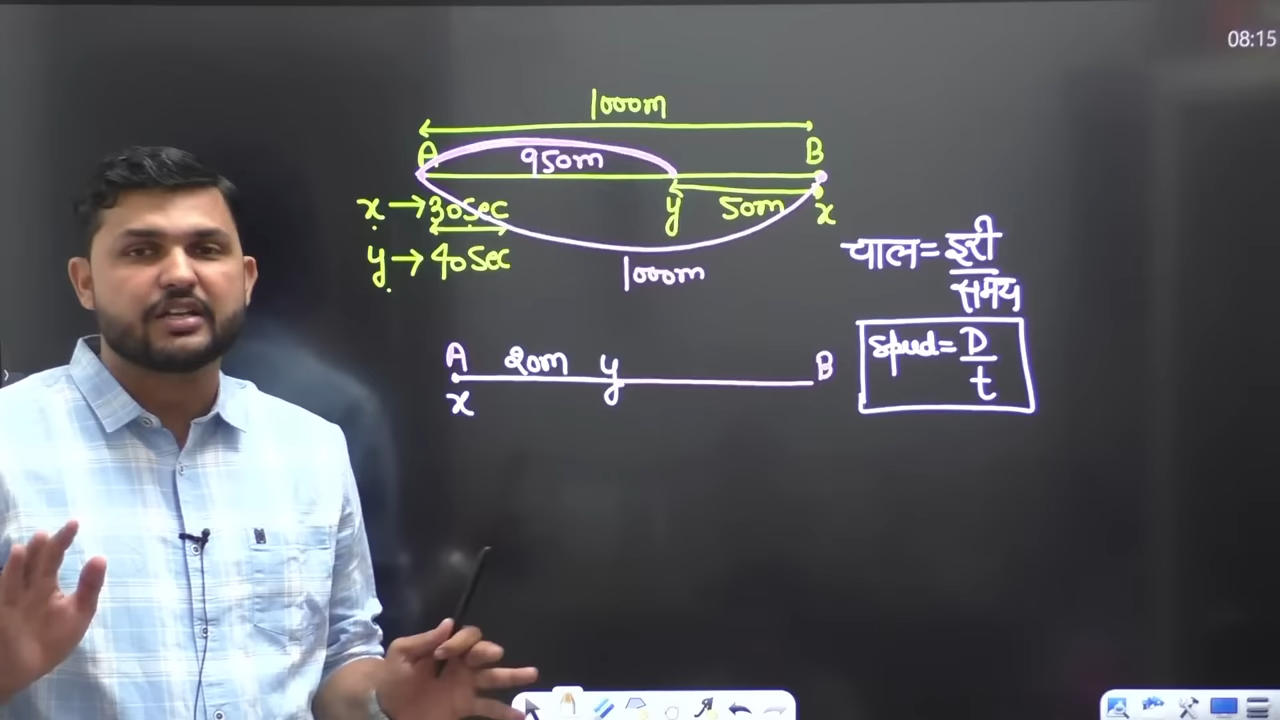 08:15
1000m
A 950m B
x → 30sec y 50m x
y → 40sec
1000m
चाल = दूरी
समय
A 20m y B
x
speed = D
t